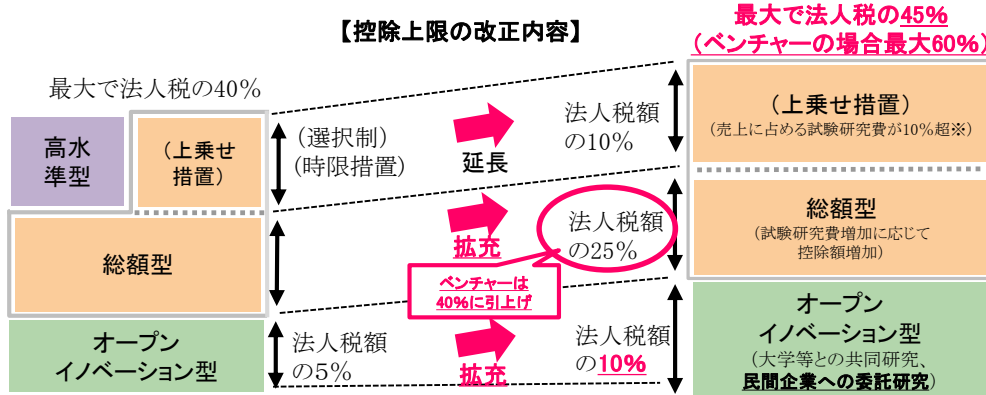 【控除上限の改正内容】
最大で法人税の45%
（ベンチャーの場合最大60%）
最大で法人税の40%
高水
準型
（上乗せ
措置）
（選択制）
（時限措置）
延長
法人税額
の10%
（上乗せ措置）
（売上に占める試験研究費が10%超※）
総額型
拡充
法人税額
の25%
総額型
（試験研究費増加に応じて
控除額増加）
ベンチャーは
40%に引上げ
オープン
イノベーション型
法人税額
の5%
拡充
法人税額
の10%
オープン
イノベーション型
（大学等との共同研究、
民間企業への委託研究）